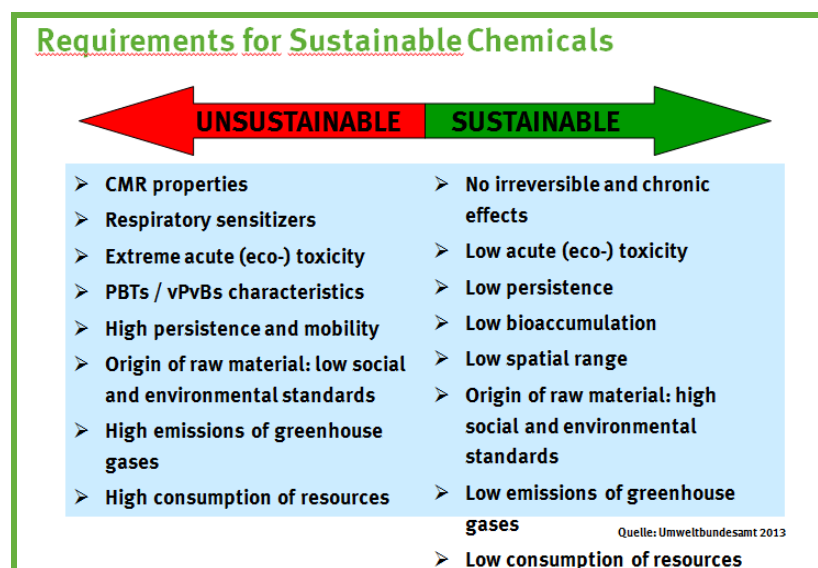 Requirements for Sustainable Chemicals
UNSUSTAINABLE
SUSTAINABLE
➢ CMR properties
➢ Respiratory sensitizers
➢ Extreme acute (eco-) toxicity
➢ PBTs / vPvBs characteristics
➢ High persistence and mobility
➢ Origin of raw material: low social
and environmental standards
➢ High emissions of greenhouse
gases
➢ High consumption of resources
➢ No irreversible and chronic
effects
➢ Low acute (eco-) toxicity
➢ Low persistence
➢ Low bioaccumulation
➢ Low spatial range
➢ Origin of raw material: high
social and environmental
standards
➢ Low emissions of greenhouse
gases
➢ Low consumption of resources
Quelle: Umweltbundesamt 2013